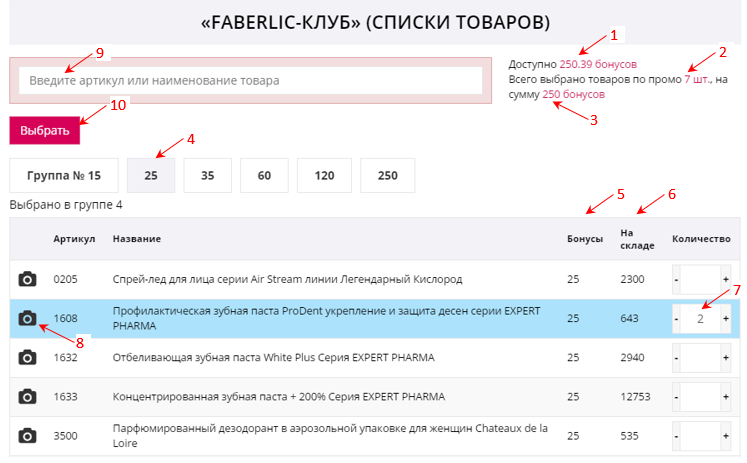 «FABERLIC-КЛУБ» (СПИСКИ ТОВАРОВ)
1
9
Доступно 250.39 бонусов
2
Введите артикул или наименование товара
Всего выбрано товаров по промо 7 шт., на
сумму 250 бонусов
10
3
Выбрать
4
Группа № 15 25 35 60 120 250
5 6
Выбрано в группе 4
Артикул Название Бонусы На складе Количество
0205 Спрей-лед для лица серии Air Stream линии Легендарный Кислород 25 2300 - +
7
1608 Профилактическая зубная паста ProDent укрепление и защита десен серии EXPERT 25 643 - 2 +
PHARMA
8
1632 Отбеливающая зубная паста White Plus Серия EXPERT PHARMA 25 2940 - +
1633 Концентрированная зубная паста + 200% Серия EXPERT PHARMA 25 12753 - +
3500 Парфюмированный дезодорант в аэрозольной упаковке для женщин Chateaux de la 25 535 - +
Loire